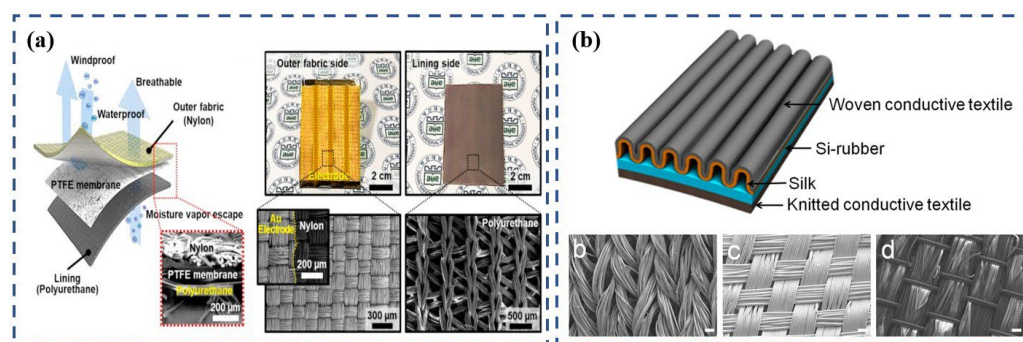 (a)
Windproof
Breathable
Waterproof
Outer fabric
(Nylon)
PTFE membrane
Moisture vapor escape
Lining
(Polyurethane)
Nylon
PTFE membrane
Polyurethane
200 μm
Outer fabric side
Electrode
2 cm
Lining side
2 cm
Au
Electrode
Nylon
200 μm
300 μm
Polyurethane
500 μm
(b)
Woven conductive textile
Si-rubber
Silk
Knitted conductive textile
b
c
d